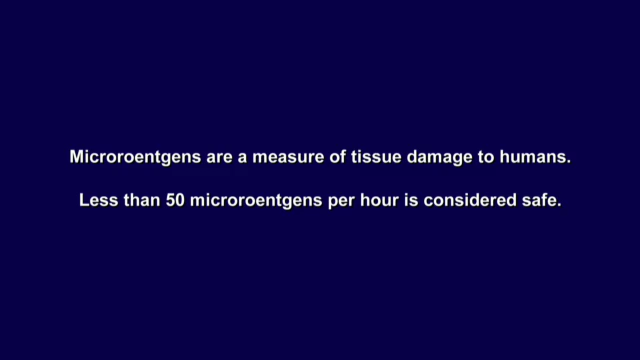 Microroentgens are a measure of tissue damage to humans.
Less than 50 microroentgens per hour is considered safe.